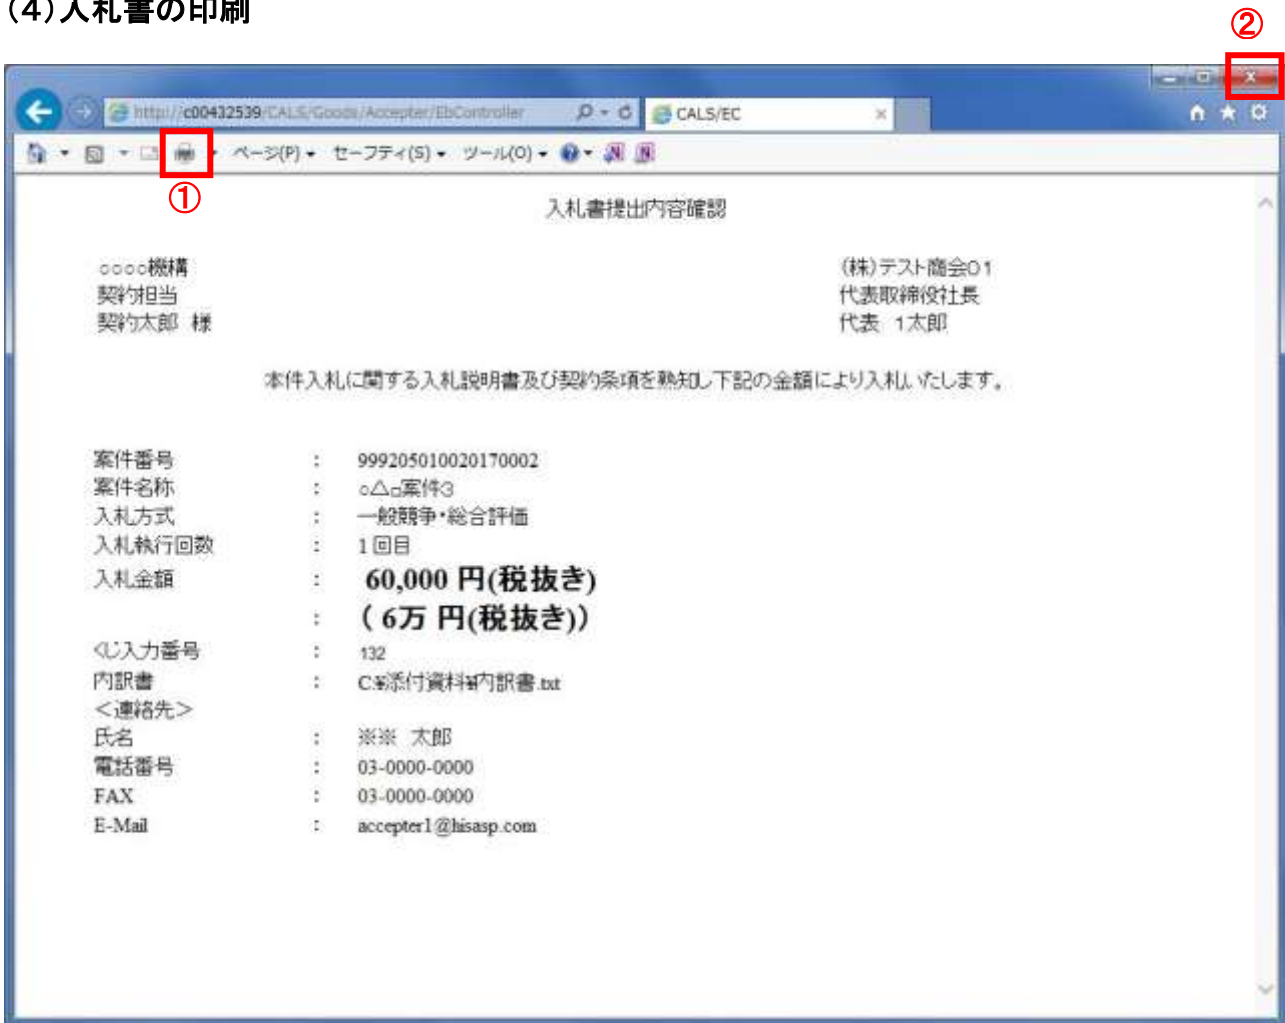 (4)入札書の印刷
②
http://c00432539/CALS/Goods/Accepter/EbController
CALS/EC
ページ(P) セーフティ(S) ツール(O)
①
入札書提出内容確認
○○○○機構 (株)テスト商会01
契約担当 代表取締役社長
契約太郎 様 代表 1太郎
本件入札に関する入札説明書及び契約条項を熟知し下記の金額により入札いたします。
案件番号 : 999205010020170002
案件名称 : ○△□案件3
入札方式 : 一般競争・総合評価
入札執行回数 : 1回目
入札金額 : 60,000 円(税抜き)
: ( 6万 円(税抜き))
くじ入力番号 : 132
内訳書 : C:¥添付資料¥内訳書.txt
<連絡先>
氏名 : ※※ 太郎
電話番号 : 03-0000-0000
FAX : 03-0000-0000
E-Mail : accepter1@hisasp.com